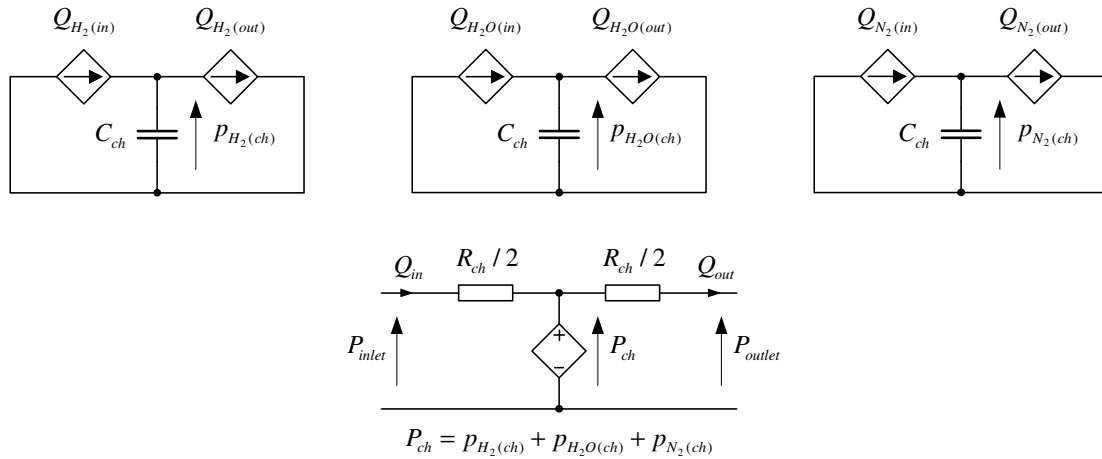 Q_{H_2(in)} Q_{H_2(out)} Q_{H_2O(in)} Q_{H_2O(out)} Q_{N_2(in)} Q_{N_2(out)}
C_{ch} p_{H_2(ch)} C_{ch} p_{H_2O(ch)} C_{ch} p_{N_2(ch)}
Q_{in} R_{ch} / 2 R_{ch} / 2 Q_{out}
P_{inlet} + − P_{ch} P_{outlet}
P_{ch} = p_{H_2(ch)} + p_{H_2O(ch)} + p_{N_2(ch)}